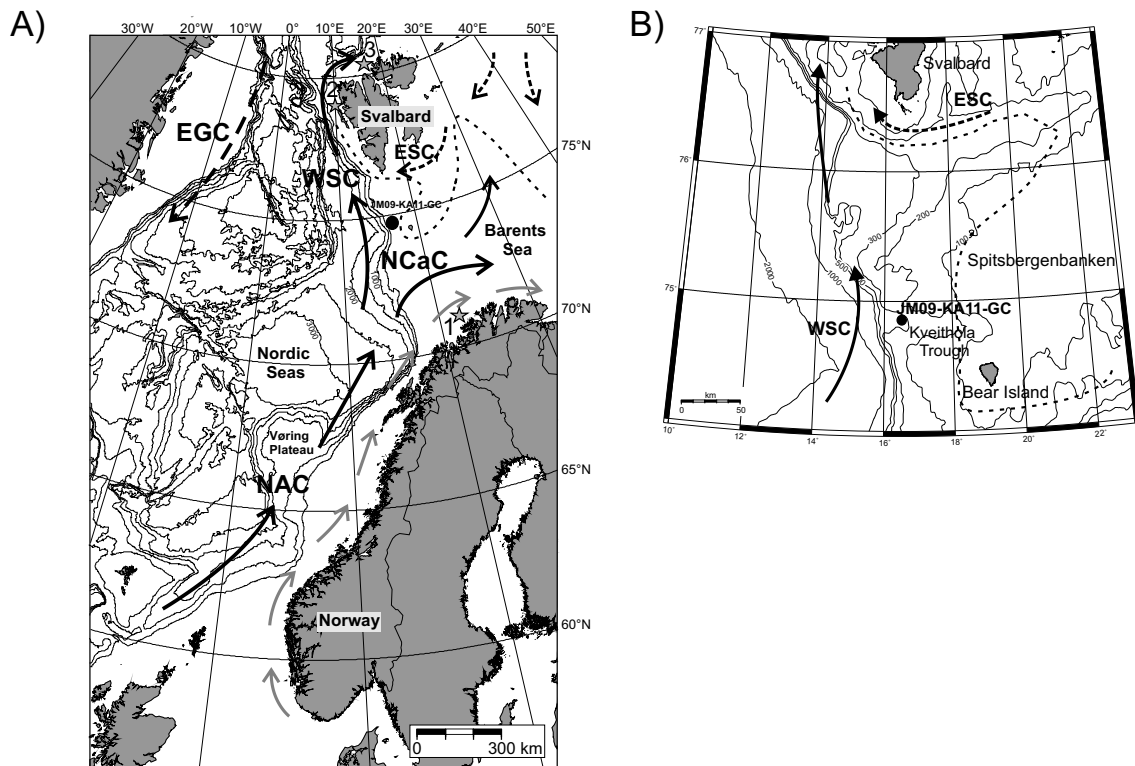 A)
30°W
20°W
10°W
0°
10°E
20°E
30°E
40°E
50°E
3
2
Svalbard
EGC
ESC
75°N
WSC
JM09-KA11-GC
Barents
Sea
NCaC
1000
2000
70°N
3000
1
Nordic
Seas
Vøring
Plateau
65°N
NAC
Norway
60°N
0
300 km
B)
77°
Svalbard
ESC
76°
200
300
100
2000
500
1000
Spitsbergenbanken
75°
JM09-KA11-GC
WSC
Kveithola
Trough
Bear Island
km
0
50
10°
12°
14°
16°
18°
20°
22°